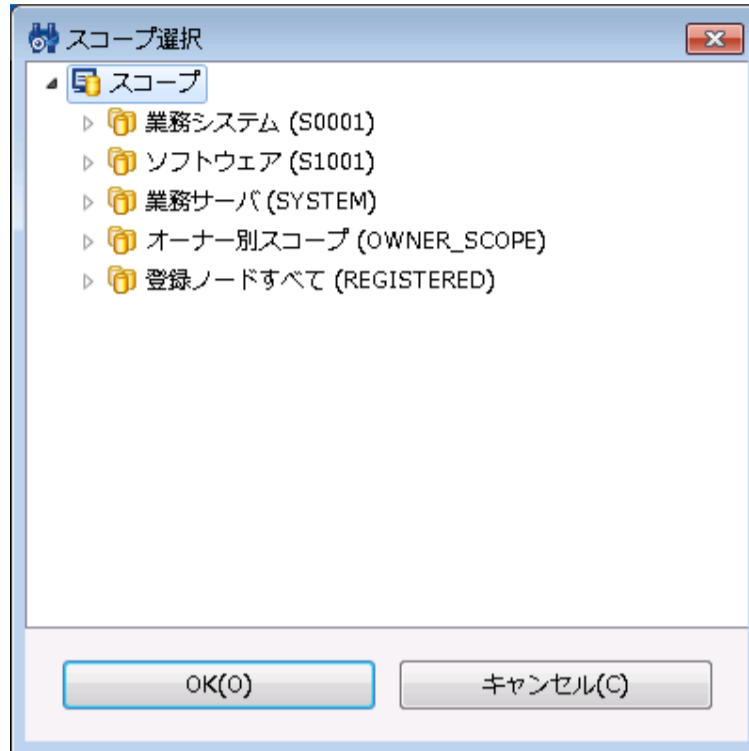 スコープ選択
スコープ
業務システム (S0001)
ソフトウェア (S1001)
業務サーバ (SYSTEM)
オーナー別スコープ (OWNER_SCOPE)
登録ノードすべて (REGISTERED)
OK(O)
キャンセル(C)